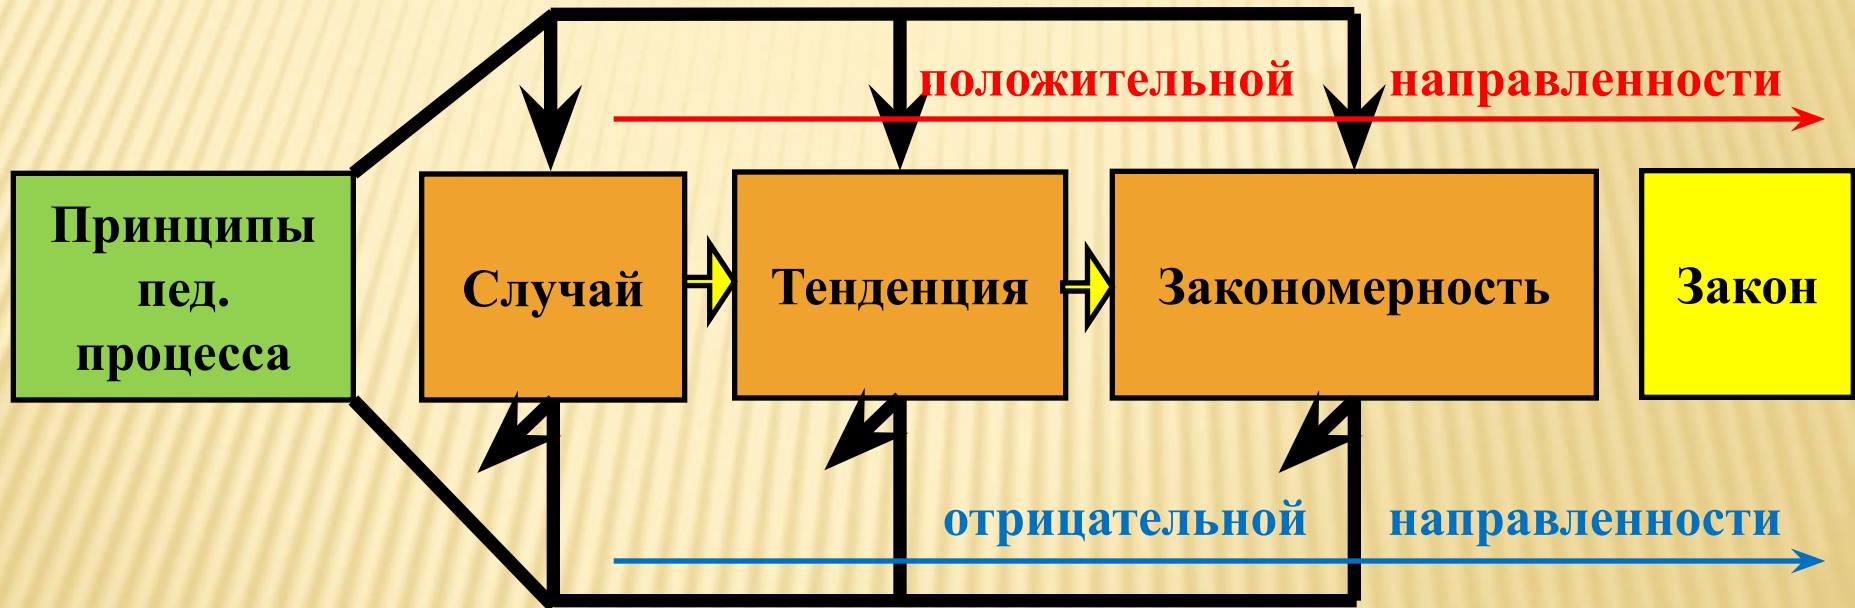 положительной направленности
Принципы
пед.
процесса
Случай
Тенденция
Закономерность
Закон
отрицательной направленности